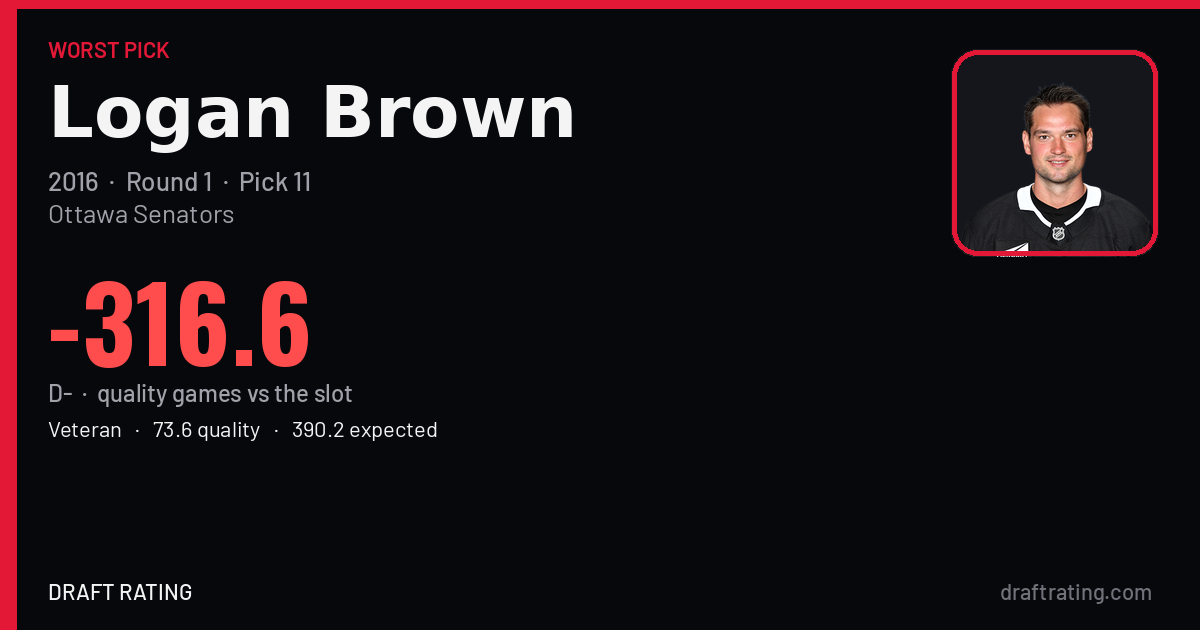 WORST PICK
Logan Brown
2016 · Round 1 · Pick 11
Ottawa Senators
-316.6
D- · quality games vs the slot
Veteran · 73.6 quality · 390.2 expected
DRAFT RATING
draftrating.com